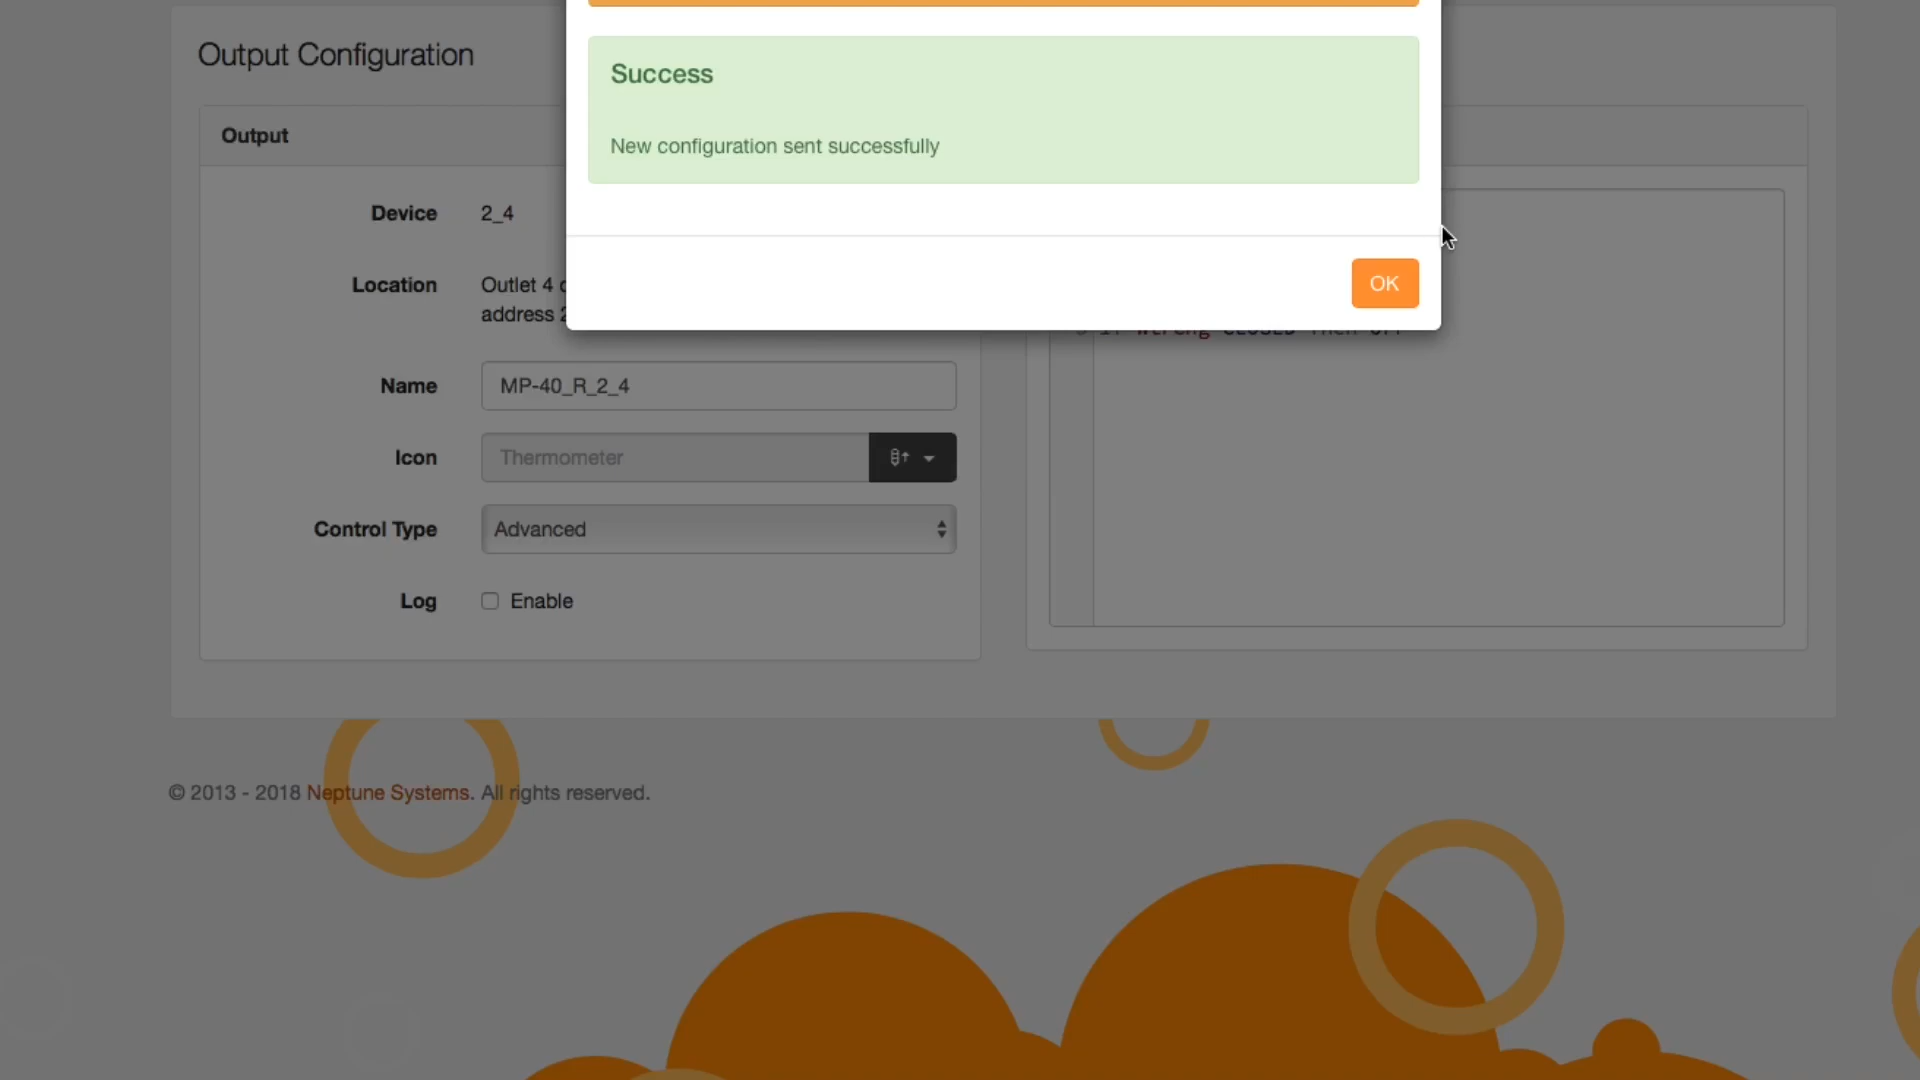 Output Configuration
Success
New configuration sent successfully
OK
Output
Device 2_4
Location Outlet 4
address
Name MP-40_R_2_4
Icon Thermometer
Control Type Advanced
Log Enable
© 2013 - 2018 Neptune Systems. All rights reserved.